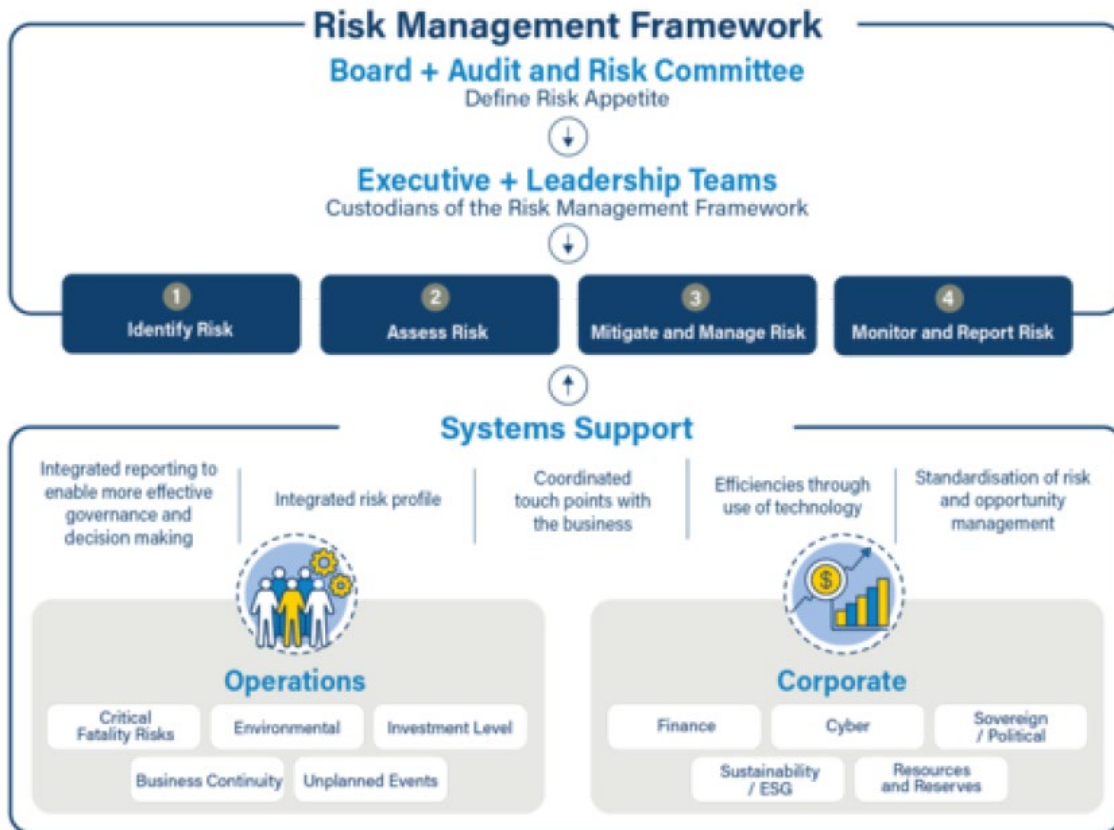 Risk Management Framework
Board + Audit and Risk Committee
Define Risk Appetite
Executive + Leadership Teams
Custodians of the Risk Management Framework
1
Identify Risk
2
Assess Risk
3
Mitigate and Manage Risk
4
Monitor and Report Risk
Systems Support
Integrated reporting to
enable more effective
governance and
decision making
Integrated risk profile
Coordinated
touch points with
the business
Efficiencies through
use of technology
Standardisation of risk
and opportunity
management
$
Operations
Critical
Fatality Risks
Environmental
Investment Level
Business Continuity
Unplanned Events
Corporate
Finance
Cyber
Sovereign
/ Political
Sustainability
/ ESG
Resources
and Reserves